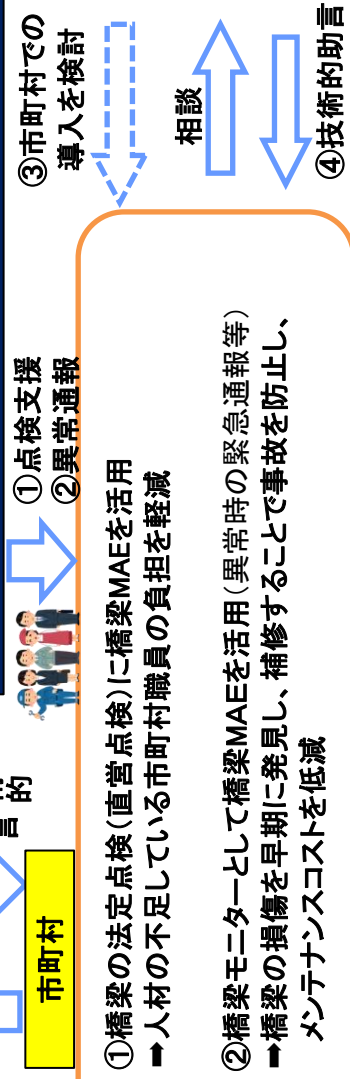 言
的
市町村
①点検支援
②異常通報
③市町村での
導入を検討
相談
④技術的助言
①橋梁の法定点検(直営点検)に橋梁MAEを活用
➡人材の不足している市町村職員の負担を軽減
②橋梁モニターとして橋梁MAEを活用(異常時の緊急通報等)
➡橋梁の損傷を早期に発見し、補修することで事故を防止し、
メンテナンスコストを低減